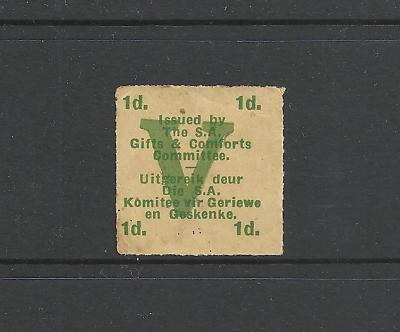 1d. 1d.
V
Issued by
The S.A.
Gifts & Comforts
Committee.
Uitgereik deur
Die S.A.
Komitee vir Geriewe
en Geskenke.
1d. 1d.